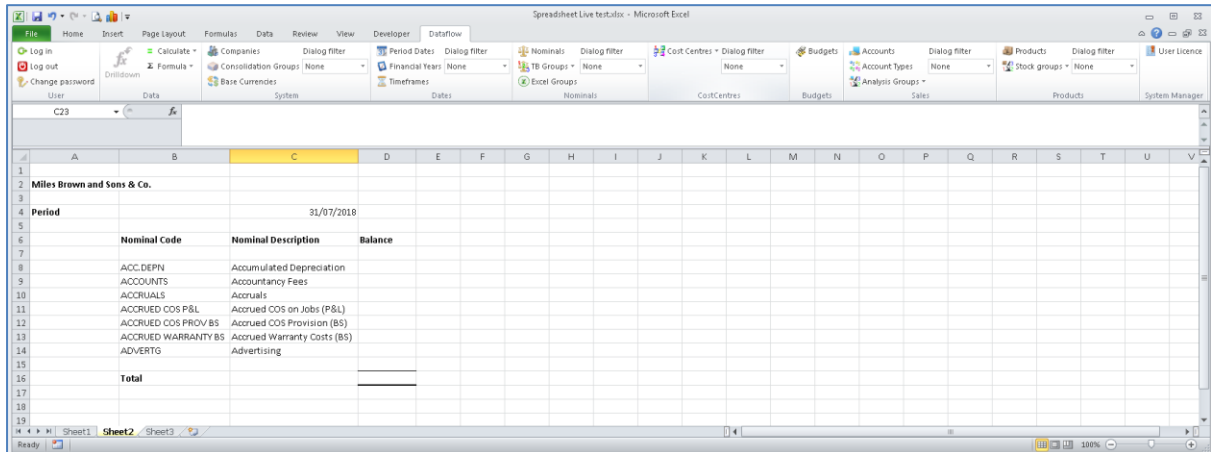 Spreadsheet Live test.xlsx - Microsoft Excel
File Home Insert Page Layout Formulas Data Review View Developer Dataflow
Log in Calculate Companies Dialog filter Period Dates Dialog filter Nominals Dialog filter Cost Centres Dialog filter Budgets Accounts Dialog filter Products Dialog filter User Licence
Log out Drilldown Formula Consolidation Groups None Financial Years None TB Groups None None Account Types None Stock groups None
Change password Base Currencies Timeframes Excel Groups Analysis Groups
User Data System Dates Nominals CostCentres Budgets Sales Products System Manager
C23 fx
A B C D E F G H I J K L M N O P Q R S T U V
1
2 Miles Brown and Sons & Co.
3
4 Period 31/07/2018
5
6 Nominal Code Nominal Description Balance
7
8 ACC.DEPN Accumulated Depreciation
9 ACCOUNTS Accountancy Fees
10 ACCRUALS Accruals
11 ACCRUED COS P&L Accrued COS on Jobs (P&L)
12 ACCRUED COS PROV BS Accrued COS Provision (BS)
13 ACCRUED WARRANTY BS Accrued Warranty Costs (BS)
14 ADVERTG Advertising
15
16 Total
17
18
19
Sheet1 Sheet2 Sheet3
Ready 100%